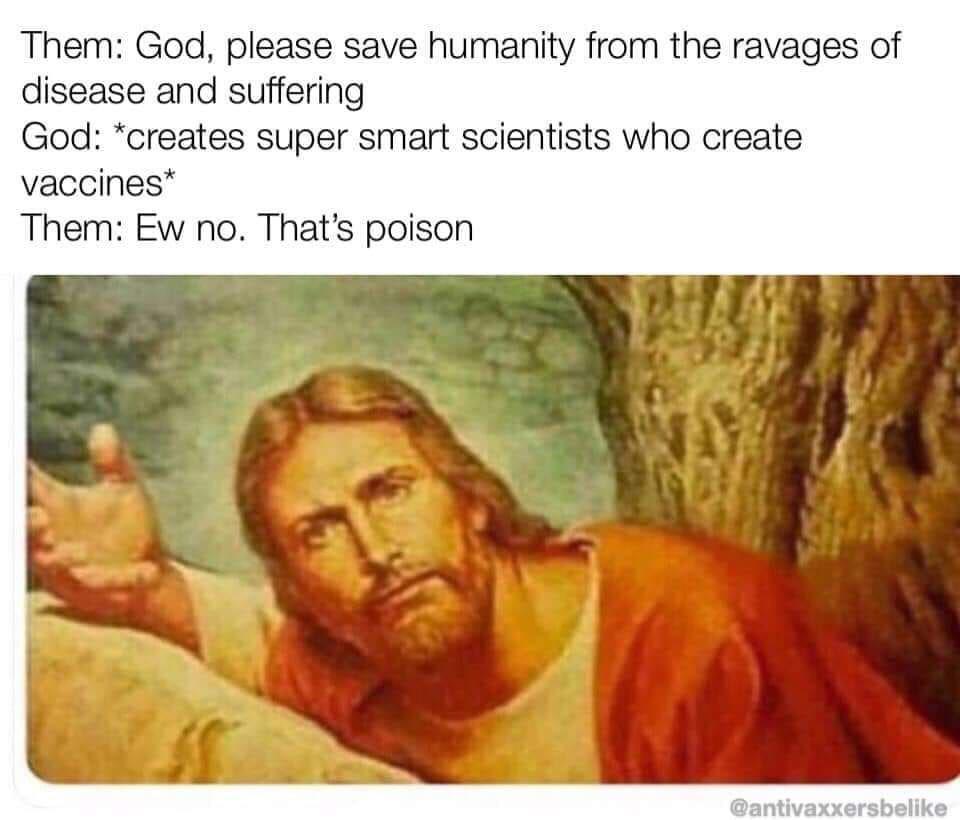 Them: God, please save humanity from the ravages of
disease and suffering
God: *creates super smart scientists who create
vaccines*
Them: Ew no. That’s poison
@antivaxxersbelike